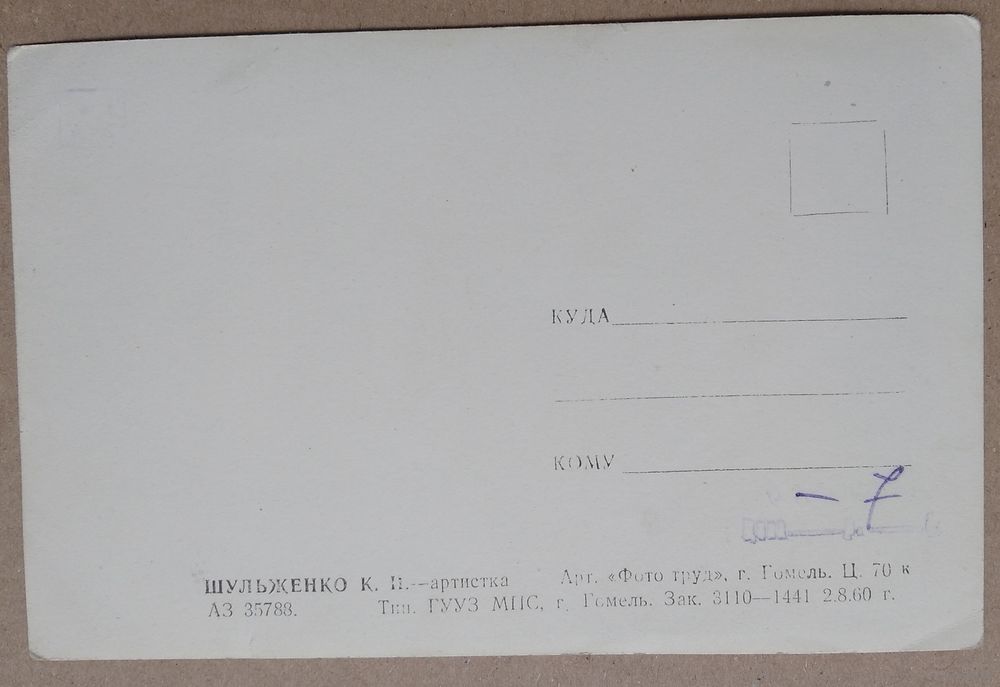 КУДА
КОМУ
– 7
ШУЛЬЖЕНКО К. И.—артистка Арт. «Фото труд», г. Гомель. Ц. 70 к
АЗ 35788. Тип. ГУУЗ МПС, г. Гомель. Зак. 3110—1441 2.8.60 г.